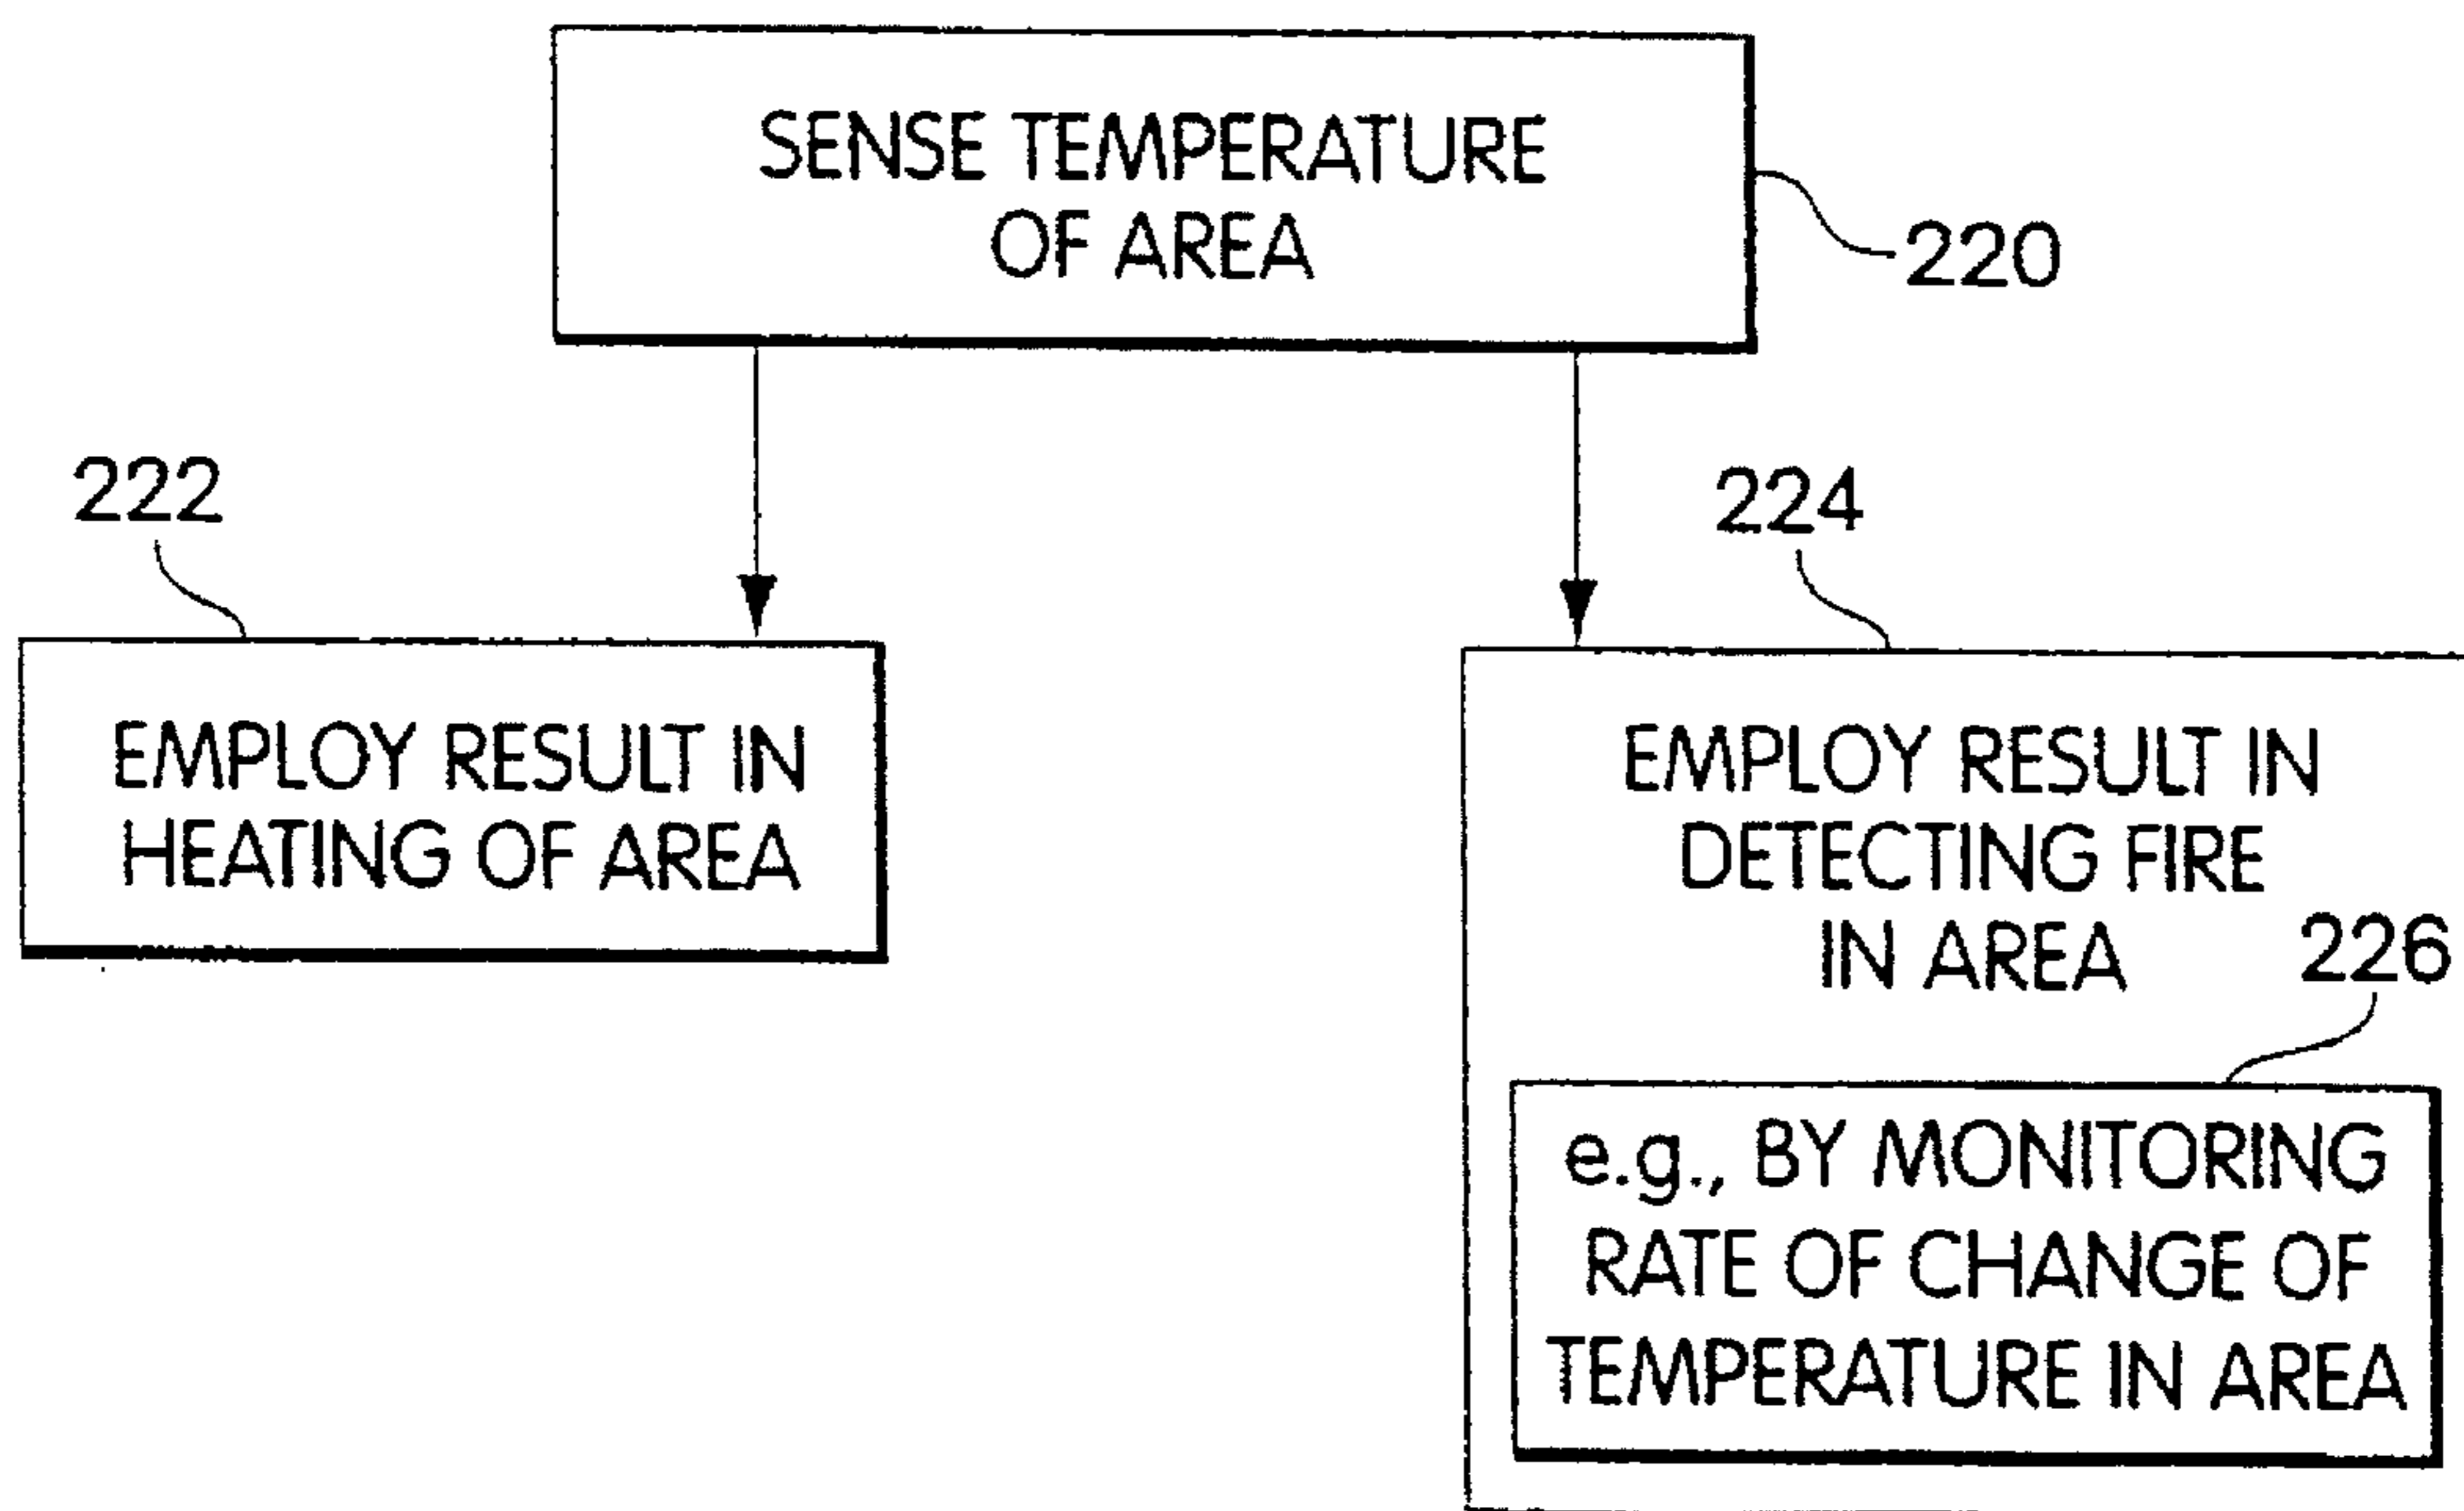 SENSE TEMPERATURE
OF AREA
220
222
EMPLOY RESULT IN
HEATING OF AREA
224
EMPLOY RESULT IN
DETECTING FIRE
IN AREA
226
e.g., BY MONITORING
RATE OF CHANGE OF
TEMPERATURE IN AREA